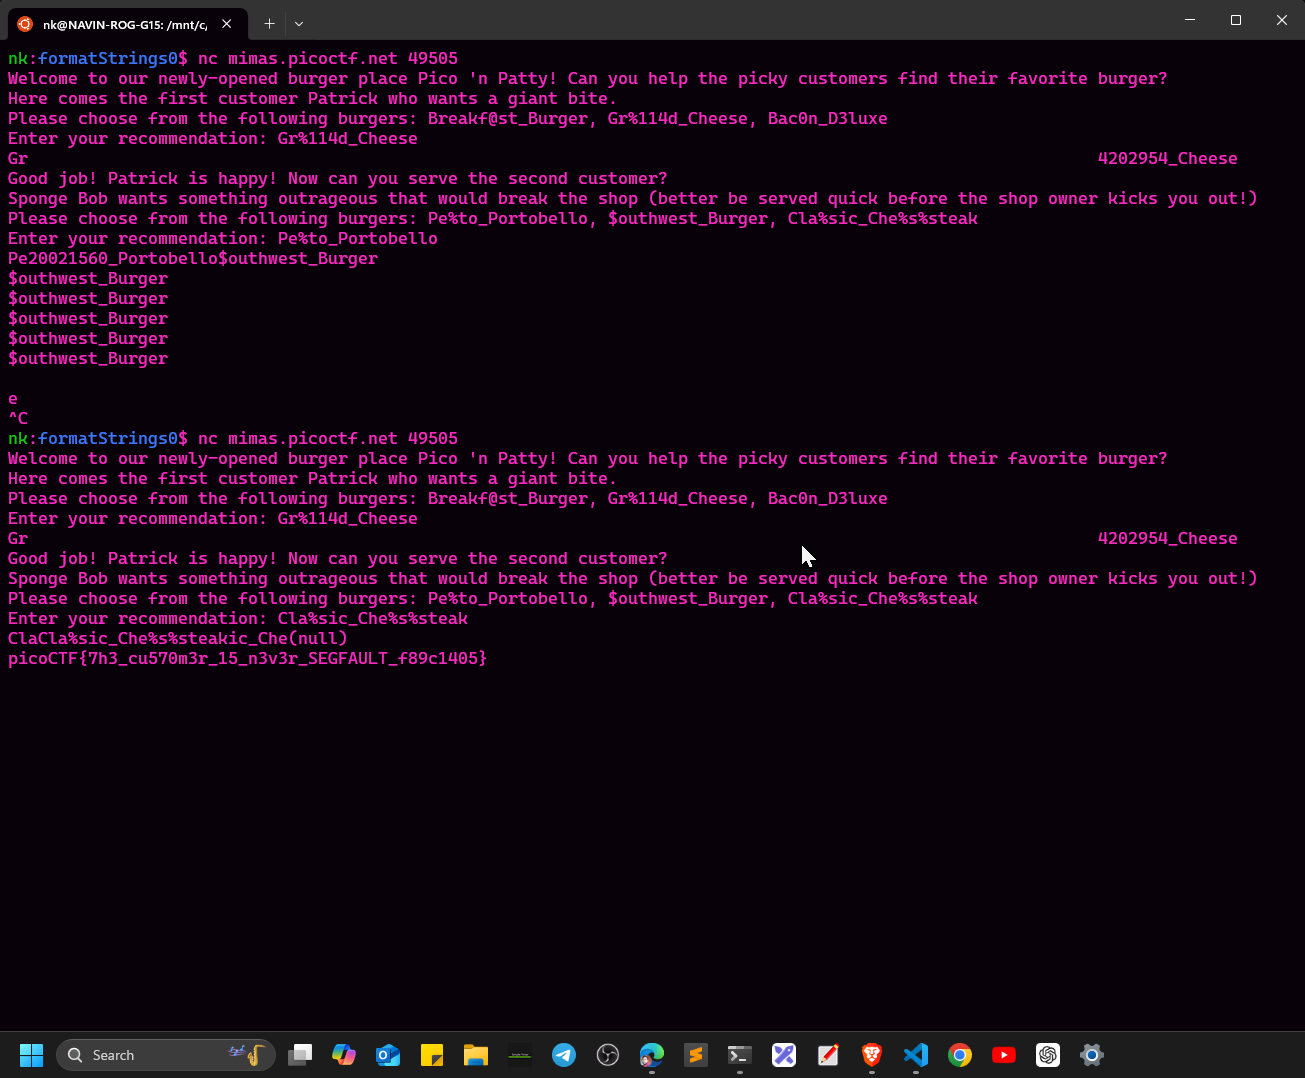 nk@NAVIN-ROG-G15: /mnt/c/
nk:formatStrings0$ nc mimas.picoctf.net 49505
Welcome to our newly-opened burger place Pico 'n Patty! Can you help the picky customers find their favorite burger?
Here comes the first customer Patrick who wants a giant bite.
Please choose from the following burgers: Breakf@st_Burger, Gr%114d_Cheese, Bac0n_D3luxe
Enter your recommendation: Gr%114d_Cheese
Gr                                                                                                           4202954_Cheese
Good job! Patrick is happy! Now can you serve the second customer?
Sponge Bob wants something outrageous that would break the shop (better be served quick before the shop owner kicks you out!)
Please choose from the following burgers: Pe%to_Portobello, $outhwest_Burger, Cla%sic_Che%s%steak
Enter your recommendation: Pe%to_Portobello
Pe20021560_Portobello$outhwest_Burger
$outhwest_Burger
$outhwest_Burger
$outhwest_Burger
$outhwest_Burger
$outhwest_Burger
e
^C
nk:formatStrings0$ nc mimas.picoctf.net 49505
Welcome to our newly-opened burger place Pico 'n Patty! Can you help the picky customers find their favorite burger?
Here comes the first customer Patrick who wants a giant bite.
Please choose from the following burgers: Breakf@st_Burger, Gr%114d_Cheese, Bac0n_D3luxe
Enter your recommendation: Gr%114d_Cheese
Gr                                                                                                           4202954_Cheese
Good job! Patrick is happy! Now can you serve the second customer?
Sponge Bob wants something outrageous that would break the shop (better be served quick before the shop owner kicks you out!)
Please choose from the following burgers: Pe%to_Portobello, $outhwest_Burger, Cla%sic_Che%s%steak
Enter your recommendation: Cla%sic_Che%s%steak
ClaCla%sic_Che%s%steakic_Che(null)
picoCTF{7h3_cu570m3r_15_n3v3r_SEGFAULT_f89c1405}
Search